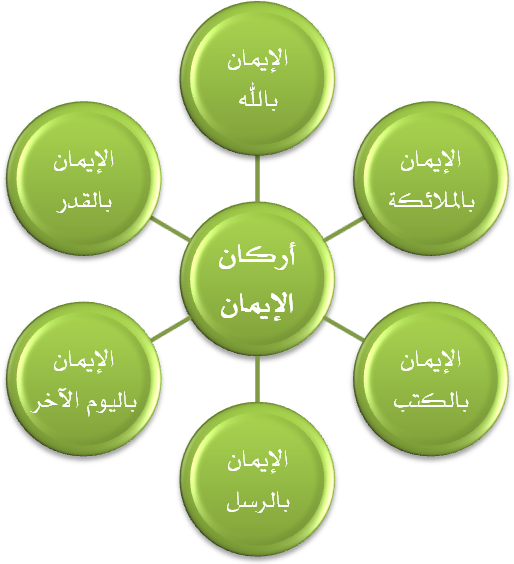 الإيمان
بالله
الإيمان
بالملائكة
الإيمان
بالكتب
الإيمان
بالرسل
الإيمان
باليوم الآخر
الإيمان
بالقدر
أركان
الإيمان